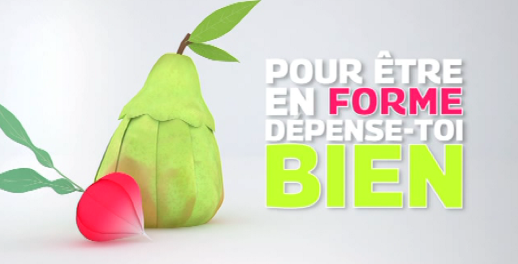 POUR ÊTRE
EN FORME
DÉPENSE-TOI
BIEN